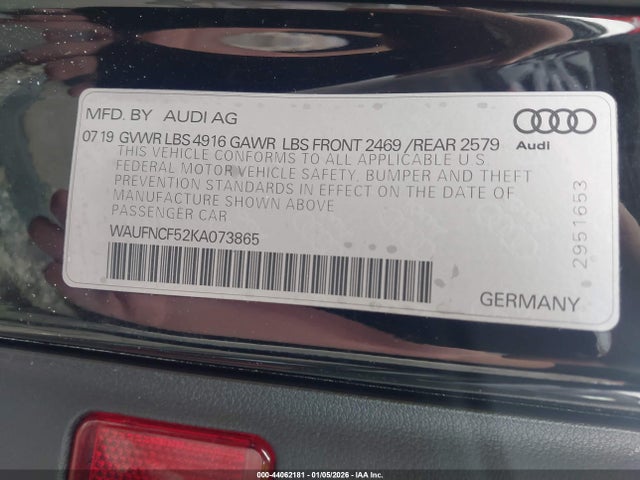 MFD. BY AUDI AG
Audi
07 19 GVWR LBS 4916 GAWR LBS FRONT 2469 /REAR 2579
THIS VEHICLE CONFORMS TO ALL APPLICABLE U.S
FEDERAL MOTOR VEHICLE SAFETY, BUMPER AND THEFT
PREVENTION STANDARDS IN EFFECT ON THE DATE OF
MANUFACTURE SHOWN ABOVE
PASSENGER CAR
WAUFNCF52KA073865
2951653
GERMANY
000-44062181 - 01/05/2026 - IAA Inc.